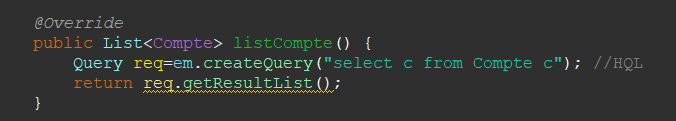 @Override
public List<Compte> listCompte() {
Query req=em.createQuery("select c from Compte c"); //HQL
return req.getResultList();
}